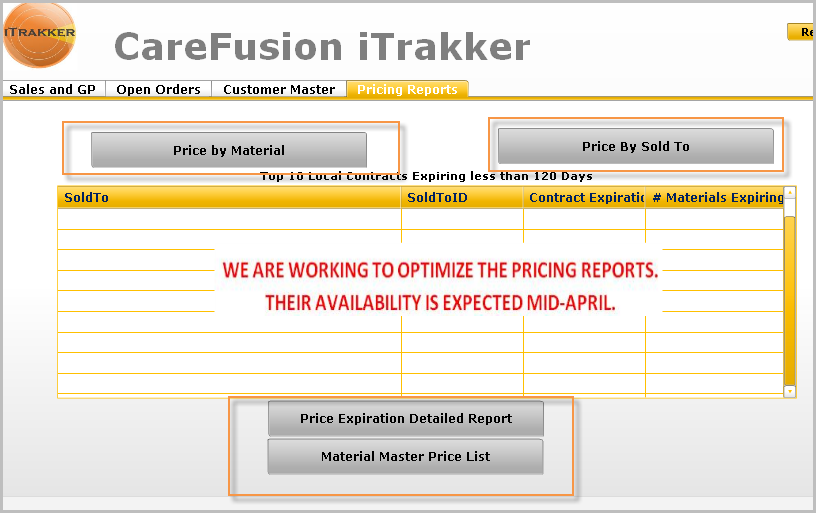 iTRAKKER
CareFusion iTrakker
Re
Sales and GP Open Orders Customer Master Pricing Reports
Price by Material Price By Sold To
Top 10 Local Contracts Expiring less than 120 Days
SoldTo SoldToID Contract Expiratio # Materials Expiring
WE ARE WORKING TO OPTIMIZE THE PRICING REPORTS.
THEIR AVAILABILITY IS EXPECTED MID-APRIL.
Price Expiration Detailed Report
Material Master Price List